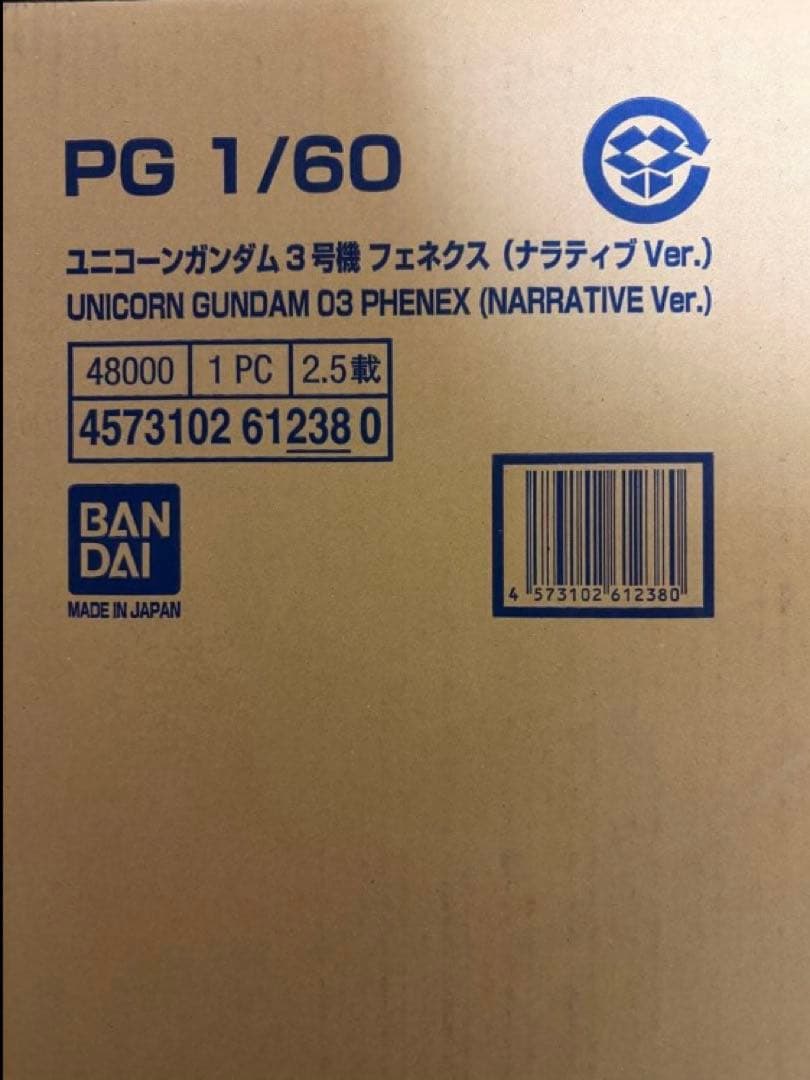 PG 1/60
ユニコーンガンダム3号機 フェネクス (ナラティブ Ver.)
UNICORN GUNDAM 03 PHENEX (NARRATIVE Ver.)
48000 1 PC 2.5載
4573102 61238 0
BAN
DAI
MADE IN JAPAN
4 573102 612380